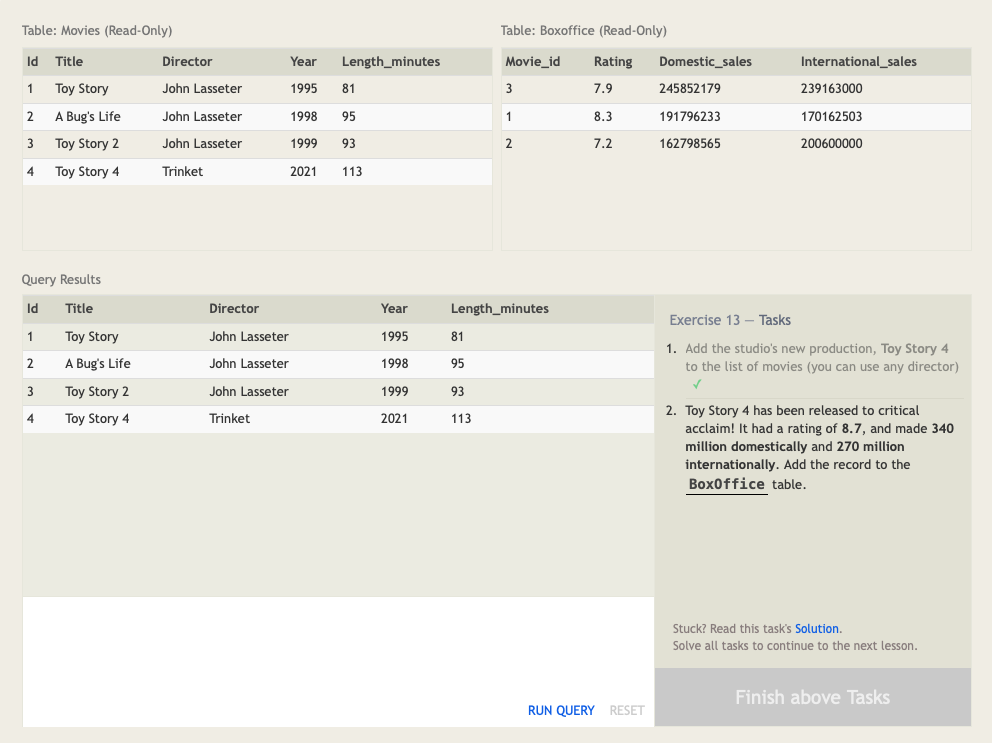 Table: Movies (Read-Only)
Id Title Director Year Length_minutes
1 Toy Story John Lasseter 1995 81
2 A Bug's Life John Lasseter 1998 95
3 Toy Story 2 John Lasseter 1999 93
4 Toy Story 4 Trinket 2021 113
Table: Boxoffice (Read-Only)
Movie_id Rating Domestic_sales International_sales
3 7.9 245852179 239163000
1 8.3 191796233 170162503
2 7.2 162798565 200600000
Query Results
Id Title Director Year Length_minutes
1 Toy Story John Lasseter 1995 81
2 A Bug's Life John Lasseter 1998 95
3 Toy Story 2 John Lasseter 1999 93
4 Toy Story 4 Trinket 2021 113
RUN QUERY RESET
Exercise 13 — Tasks
1. Add the studio's new production, Toy Story 4
to the list of movies (you can use any director)
✓
2. Toy Story 4 has been released to critical
acclaim! It had a rating of 8.7, and made 340
million domestically and 270 million
internationally. Add the record to the
BoxOffice table.
Stuck? Read this task's Solution.
Solve all tasks to continue to the next lesson.
Finish above Tasks